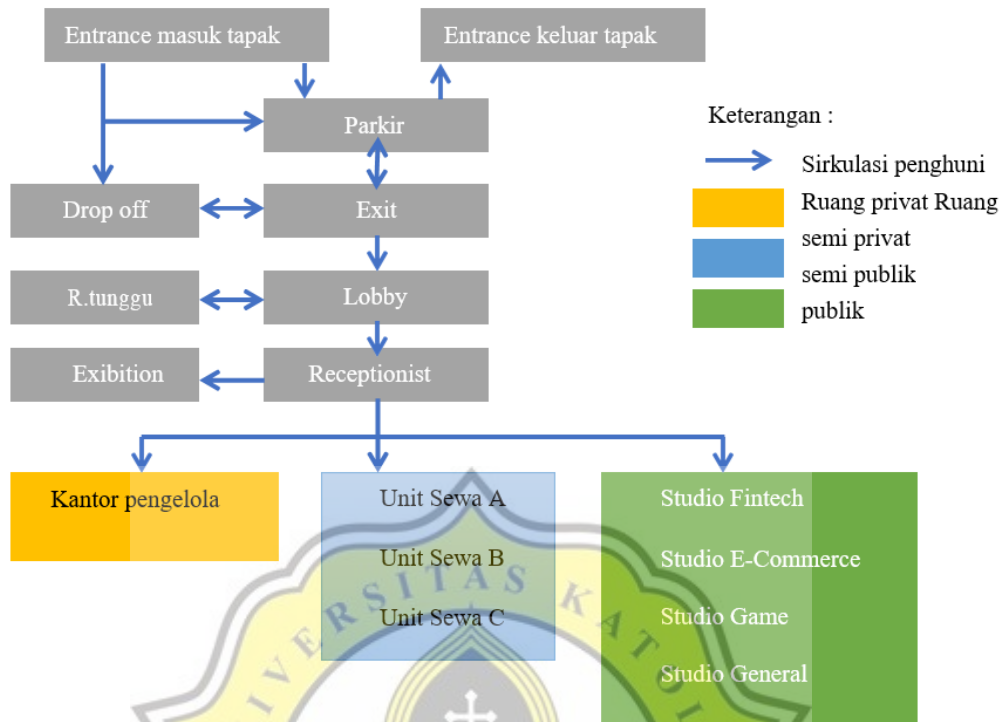 Entrance masuk tapak
Entrance keluar tapak
Parkir
Keterangan :
Sirkulasi penghuni
Drop off
Exit
Ruang privat Ruang
semi privat
semi publik
publik
R.tunggu
Lobby
Exibition
Receptionist
Kantor pengelola
Unit Sewa A
Unit Sewa B
Unit Sewa C
Studio Fintech
Studio E-Commerce
Studio Game
Studio General